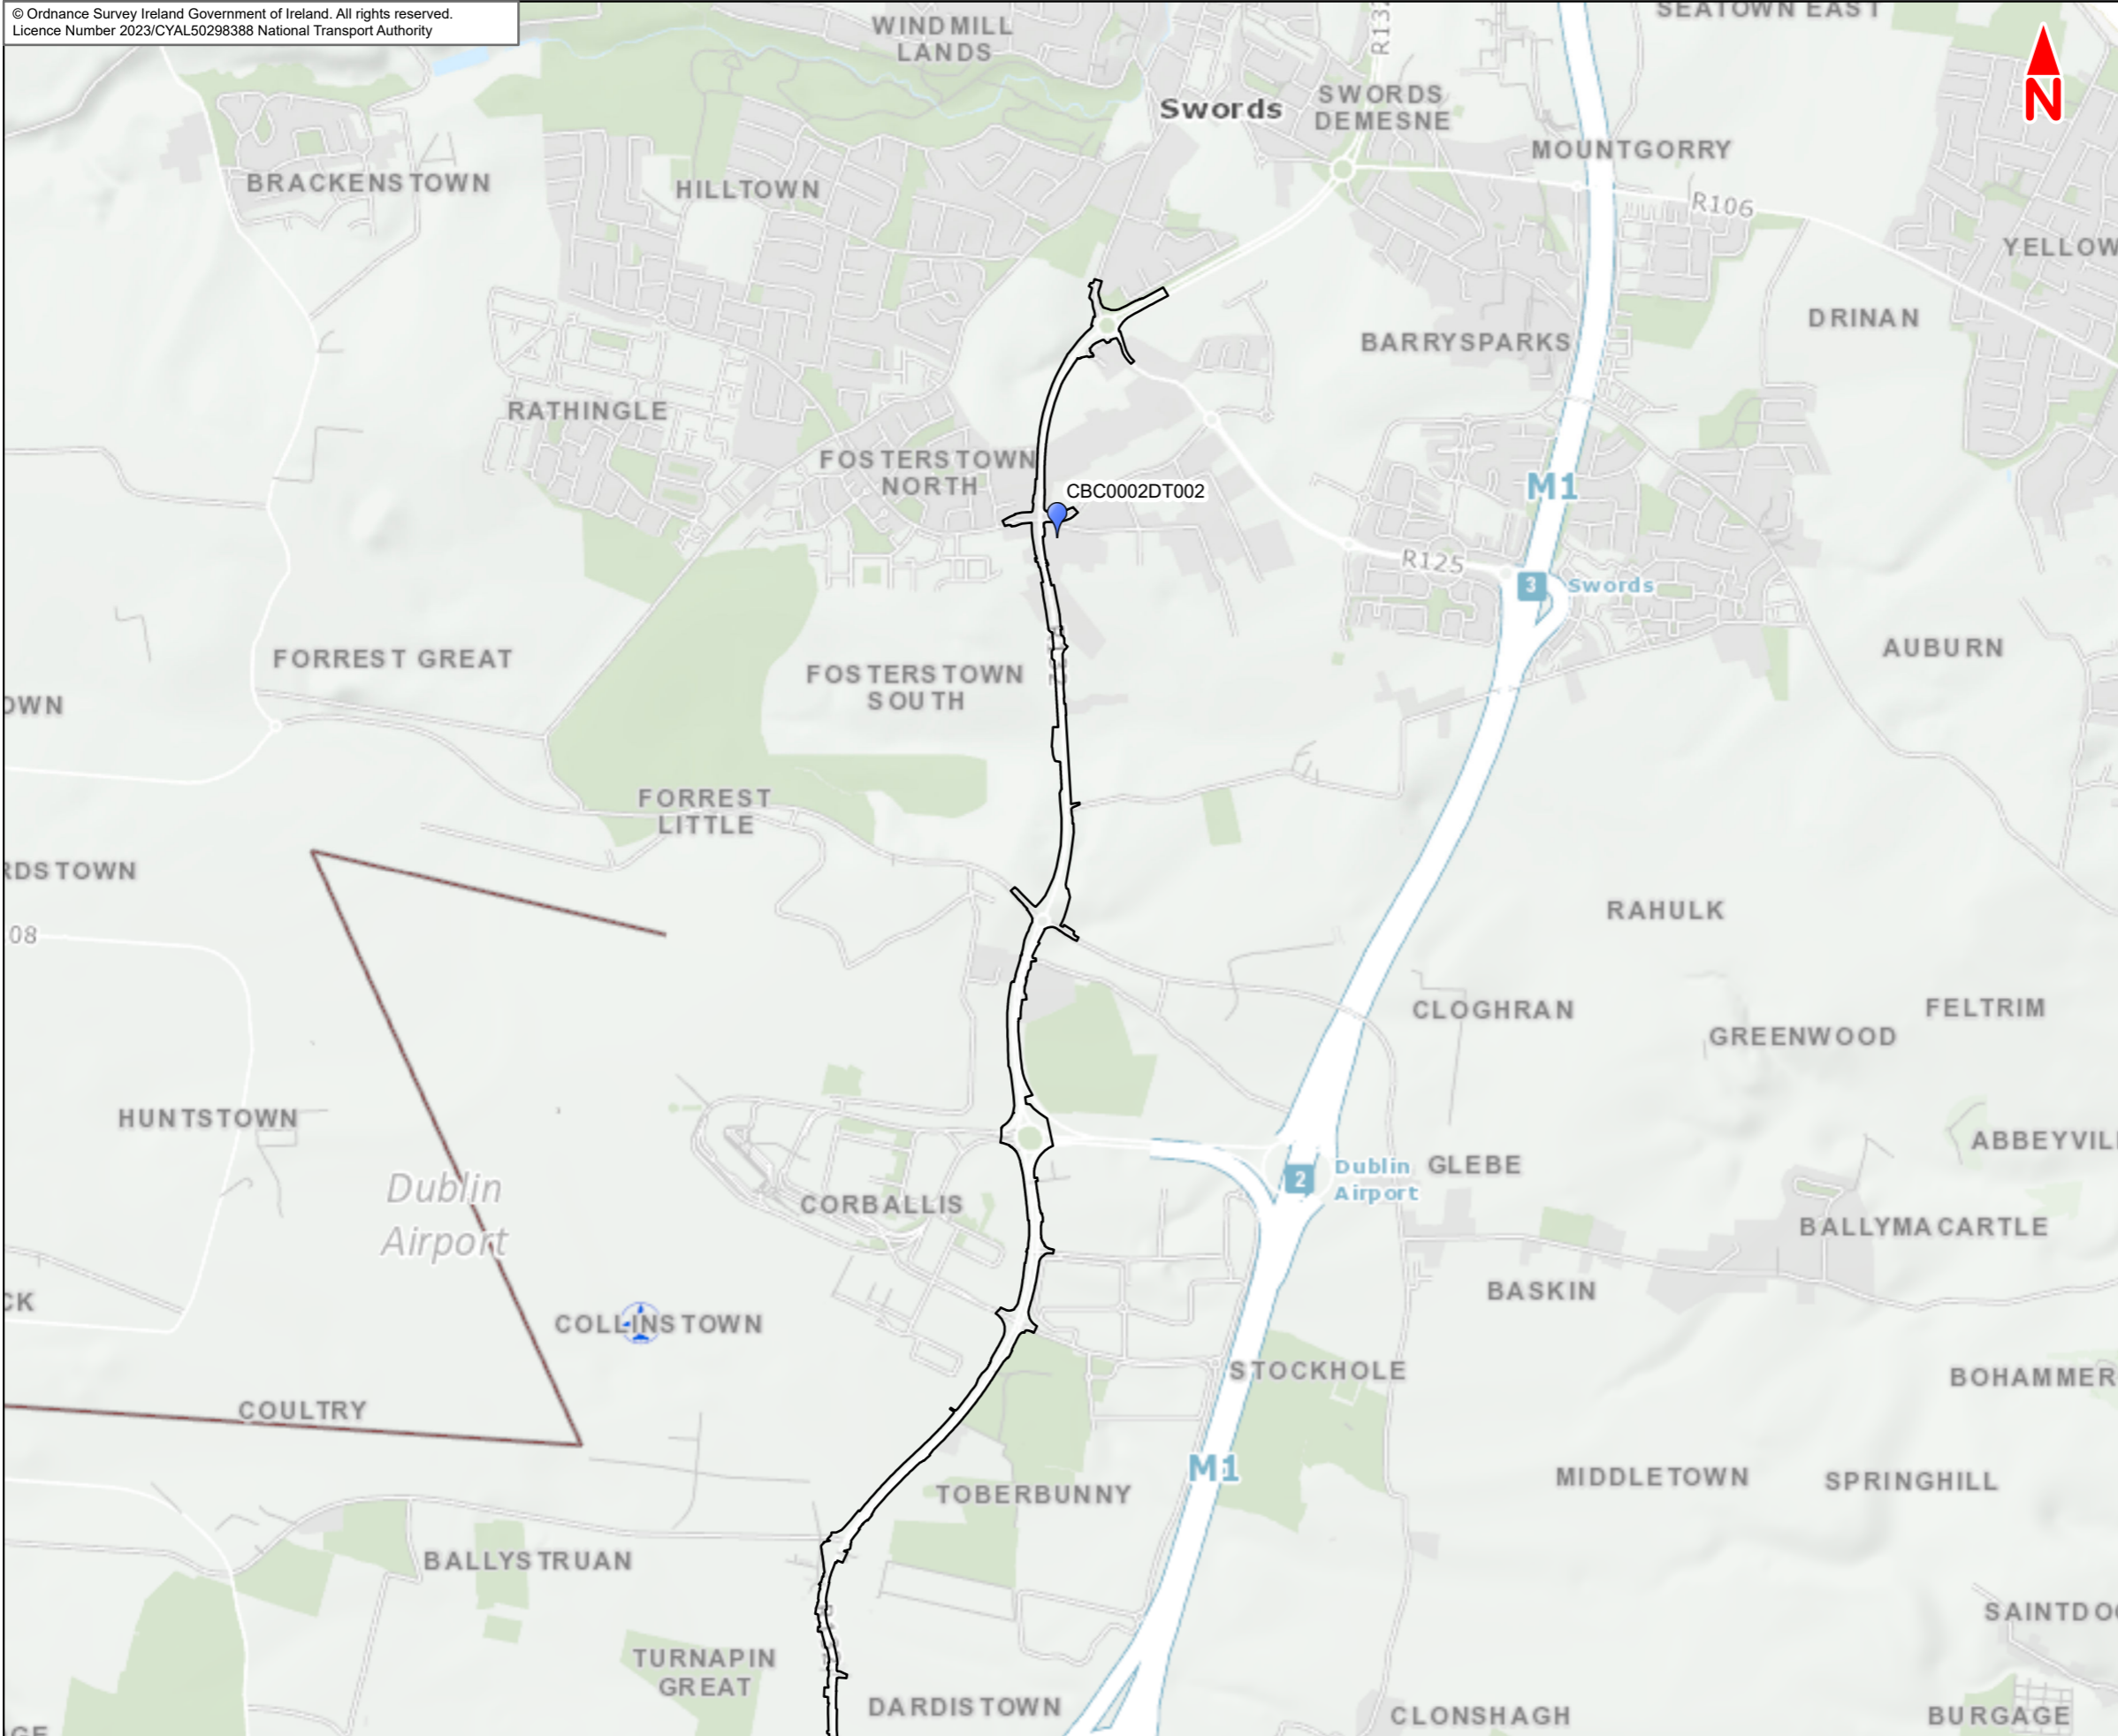 © Ordnance Survey Ireland Government of Ireland. All rights reserved.
Licence Number 2023/CYAL50298388 National Transport Authority
WINDMILL
LANDS
SEATOWN EAST
N
Swords
SWORDS
DEMESNE
MOUNTGORRY
BRACKENSTOWN
HILLTOWN
R106
YELLOW
DRINAN
BARRYSPARKS
RATHINGLE
FOSTERSTOWN
NORTH
CBC0002DT002
M1
R125
3
Swords
FORREST GREAT
FOSTERSTOWN
SOUTH
AUBURN
OWN
FORREST
LITTLE
RDSTOWN
RAHULK
08
CLOGHRAN
FELTRIM
GREENWOOD
HUNTSTOWN
ABBEYVIL
Dublin
Airport
2
Dublin
Airport
GLEBE
CORBALLIS
BALLYMACARTLE
BASKIN
CK
COLLINSTOWN
STOCKHOLE
BOHAMMER
COULTRY
M1
TOBERBUNNY
MIDDLETOWN
SPRINGHILL
BALLYSTRUAN
SAINTDO
TURNAPIN
GREAT
DARDISTOWN
CLONSHAGH
BURGAGE